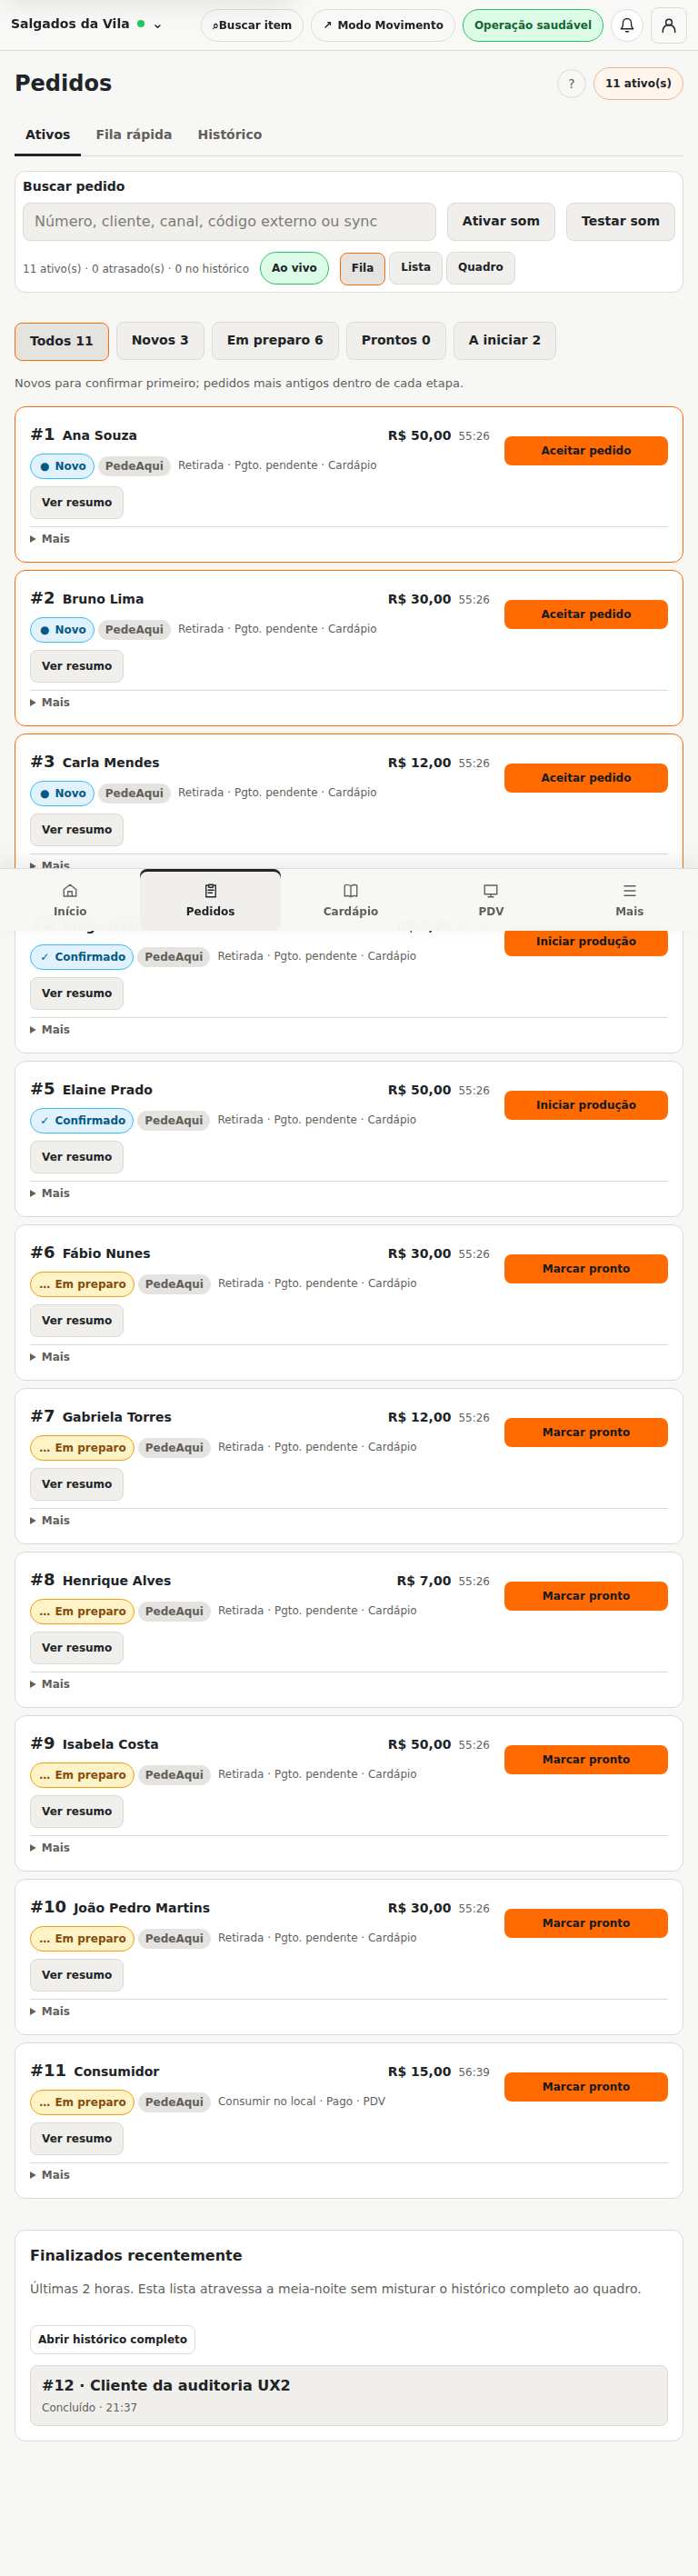 Salgados da Vila
Buscar item
↗ Modo Movimento
Operação saudável
Pedidos
?
11 ativo(s)
Ativos
Fila rápida
Histórico
Buscar pedido
Número, cliente, canal, código externo ou sync
Ativar som
Testar som
11 ativo(s) · 0 atrasado(s) · 0 no histórico
Ao vivo
Fila
Lista
Quadro
Todos 11
Novos 3
Em preparo 6
Prontos 0
A iniciar 2
Novos para confirmar primeiro; pedidos mais antigos dentro de cada etapa.
#1 Ana Souza
R$ 50,00 55:26
Aceitar pedido
● Novo PedeAqui Retirada · Pgto. pendente · Cardápio
Ver resumo
Mais
#2 Bruno Lima
R$ 30,00 55:26
Aceitar pedido
● Novo PedeAqui Retirada · Pgto. pendente · Cardápio
Ver resumo
Mais
#3 Carla Mendes
R$ 12,00 55:26
Aceitar pedido
● Novo PedeAqui Retirada · Pgto. pendente · Cardápio
Ver resumo
Mais
Início
Pedidos
Cardápio
PDV
Mais
Iniciar produção
✓ Confirmado PedeAqui Retirada · Pgto. pendente · Cardápio
Ver resumo
Mais
#5 Elaine Prado
R$ 50,00 55:26
Iniciar produção
✓ Confirmado PedeAqui Retirada · Pgto. pendente · Cardápio
Ver resumo
Mais
#6 Fábio Nunes
R$ 30,00 55:26
Marcar pronto
… Em preparo PedeAqui Retirada · Pgto. pendente · Cardápio
Ver resumo
Mais
#7 Gabriela Torres
R$ 12,00 55:26
Marcar pronto
… Em preparo PedeAqui Retirada · Pgto. pendente · Cardápio
Ver resumo
Mais
#8 Henrique Alves
R$ 7,00 55:26
Marcar pronto
… Em preparo PedeAqui Retirada · Pgto. pendente · Cardápio
Ver resumo
Mais
#9 Isabela Costa
R$ 50,00 55:26
Marcar pronto
… Em preparo PedeAqui Retirada · Pgto. pendente · Cardápio
Ver resumo
Mais
#10 João Pedro Martins
R$ 30,00 55:26
Marcar pronto
… Em preparo PedeAqui Retirada · Pgto. pendente · Cardápio
Ver resumo
Mais
#11 Consumidor
R$ 15,00 56:39
Marcar pronto
… Em preparo PedeAqui Consumir no local · Pago · PDV
Ver resumo
Mais
Finalizados recentemente
Últimas 2 horas. Esta lista atravessa a meia-noite sem misturar o histórico completo ao quadro.
Abrir histórico completo
#12 · Cliente da auditoria UX2
Concluído · 21:37